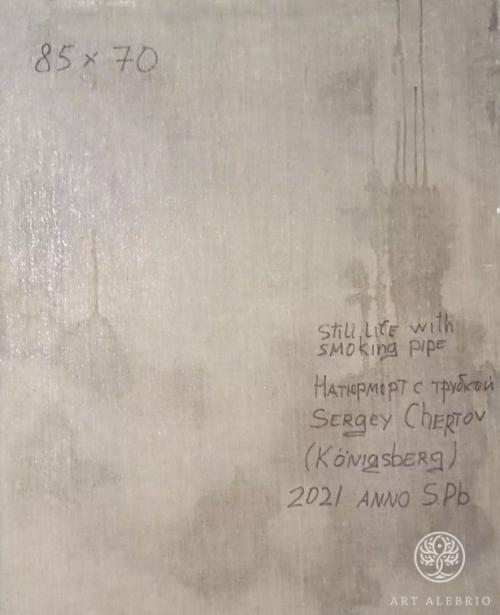 85 x 70
Still life with
smoking pipe
Натюрморт с трубкой
Sergey Chertov
(Königsberg)
2021 ANNO S.Pb
ART ALEBRIO